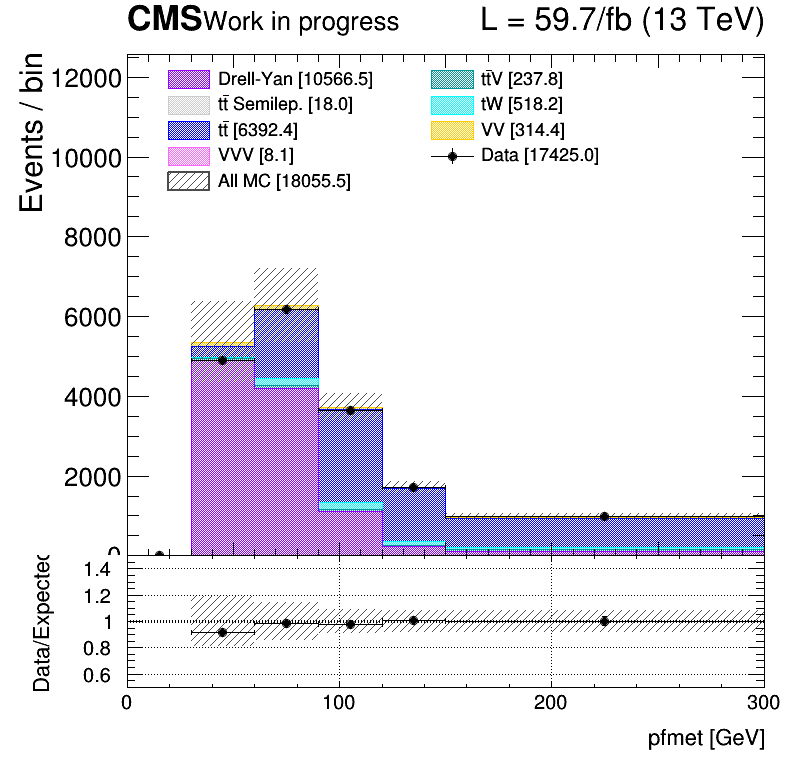 CMS Work in progress L = 59.7/fb (13 TeV)
Events / bin
12000
10000
8000
6000
4000
2000
0
Drell-Yan [10566.5]
tt̄ Semilep. [18.0]
tt̄ [6392.4]
VVV [8.1]
All MC [18055.5]
tt̄V [237.8]
tW [518.2]
VV [314.4]
Data [17425.0]
Data/Expected
1.4
1.2
1
0.8
0.6
0 100 200 300
pfmet [GeV]